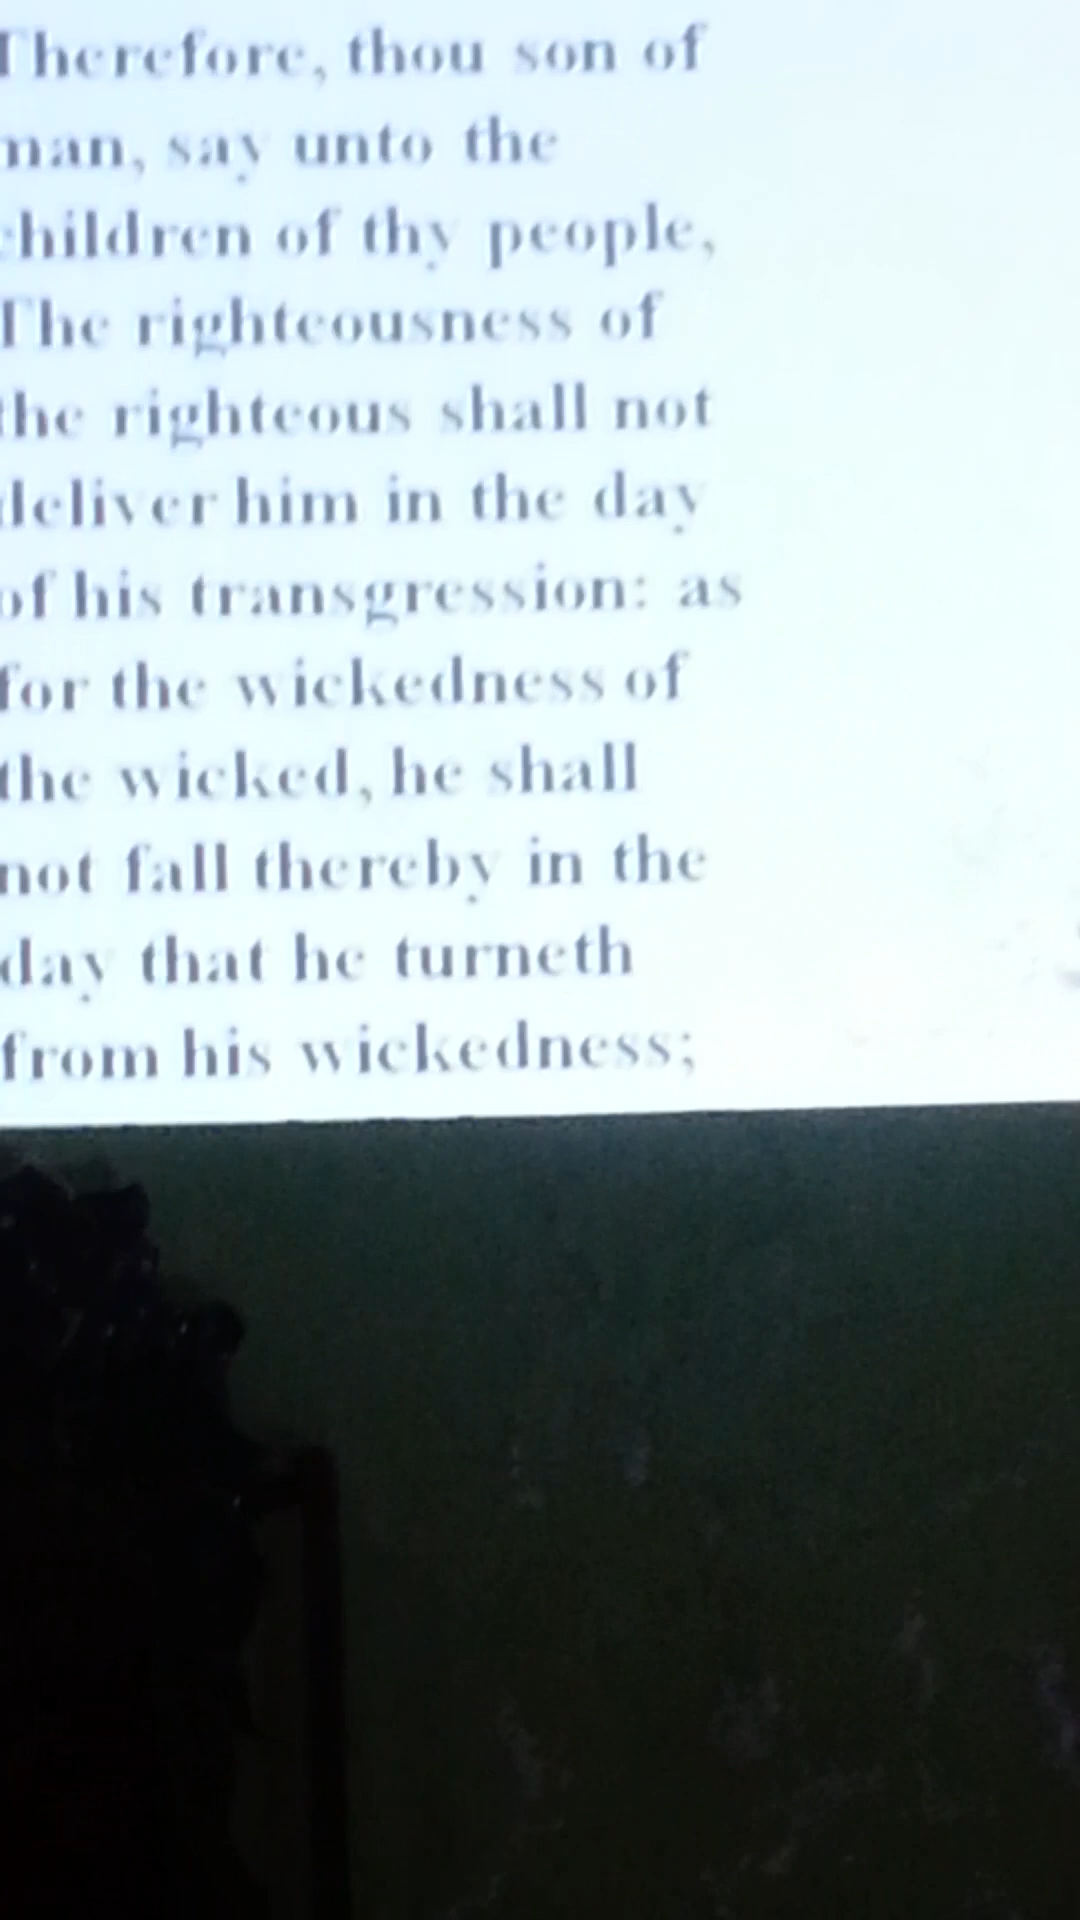 Therefore, thou son of
man, say unto the
children of thy people,
The righteousness of
the righteous shall not
deliver him in the day
of his transgression: as
for the wickedness of
the wicked, he shall
not fall thereby in the
day that he turneth
from his wickedness;